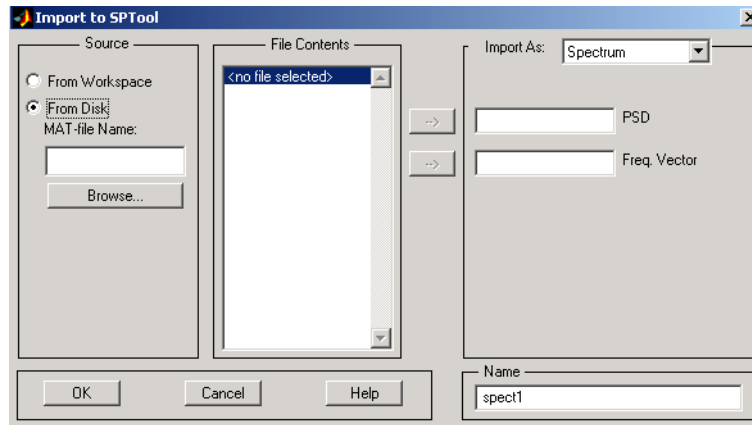 Import to SPTool
Source
From Workspace
From Disk
MAT-file Name:
Browse...
File Contents
<no file selected>
-->
-->
Import As:
Spectrum
PSD
Freq. Vector
OK
Cancel
Help
Name
spect1